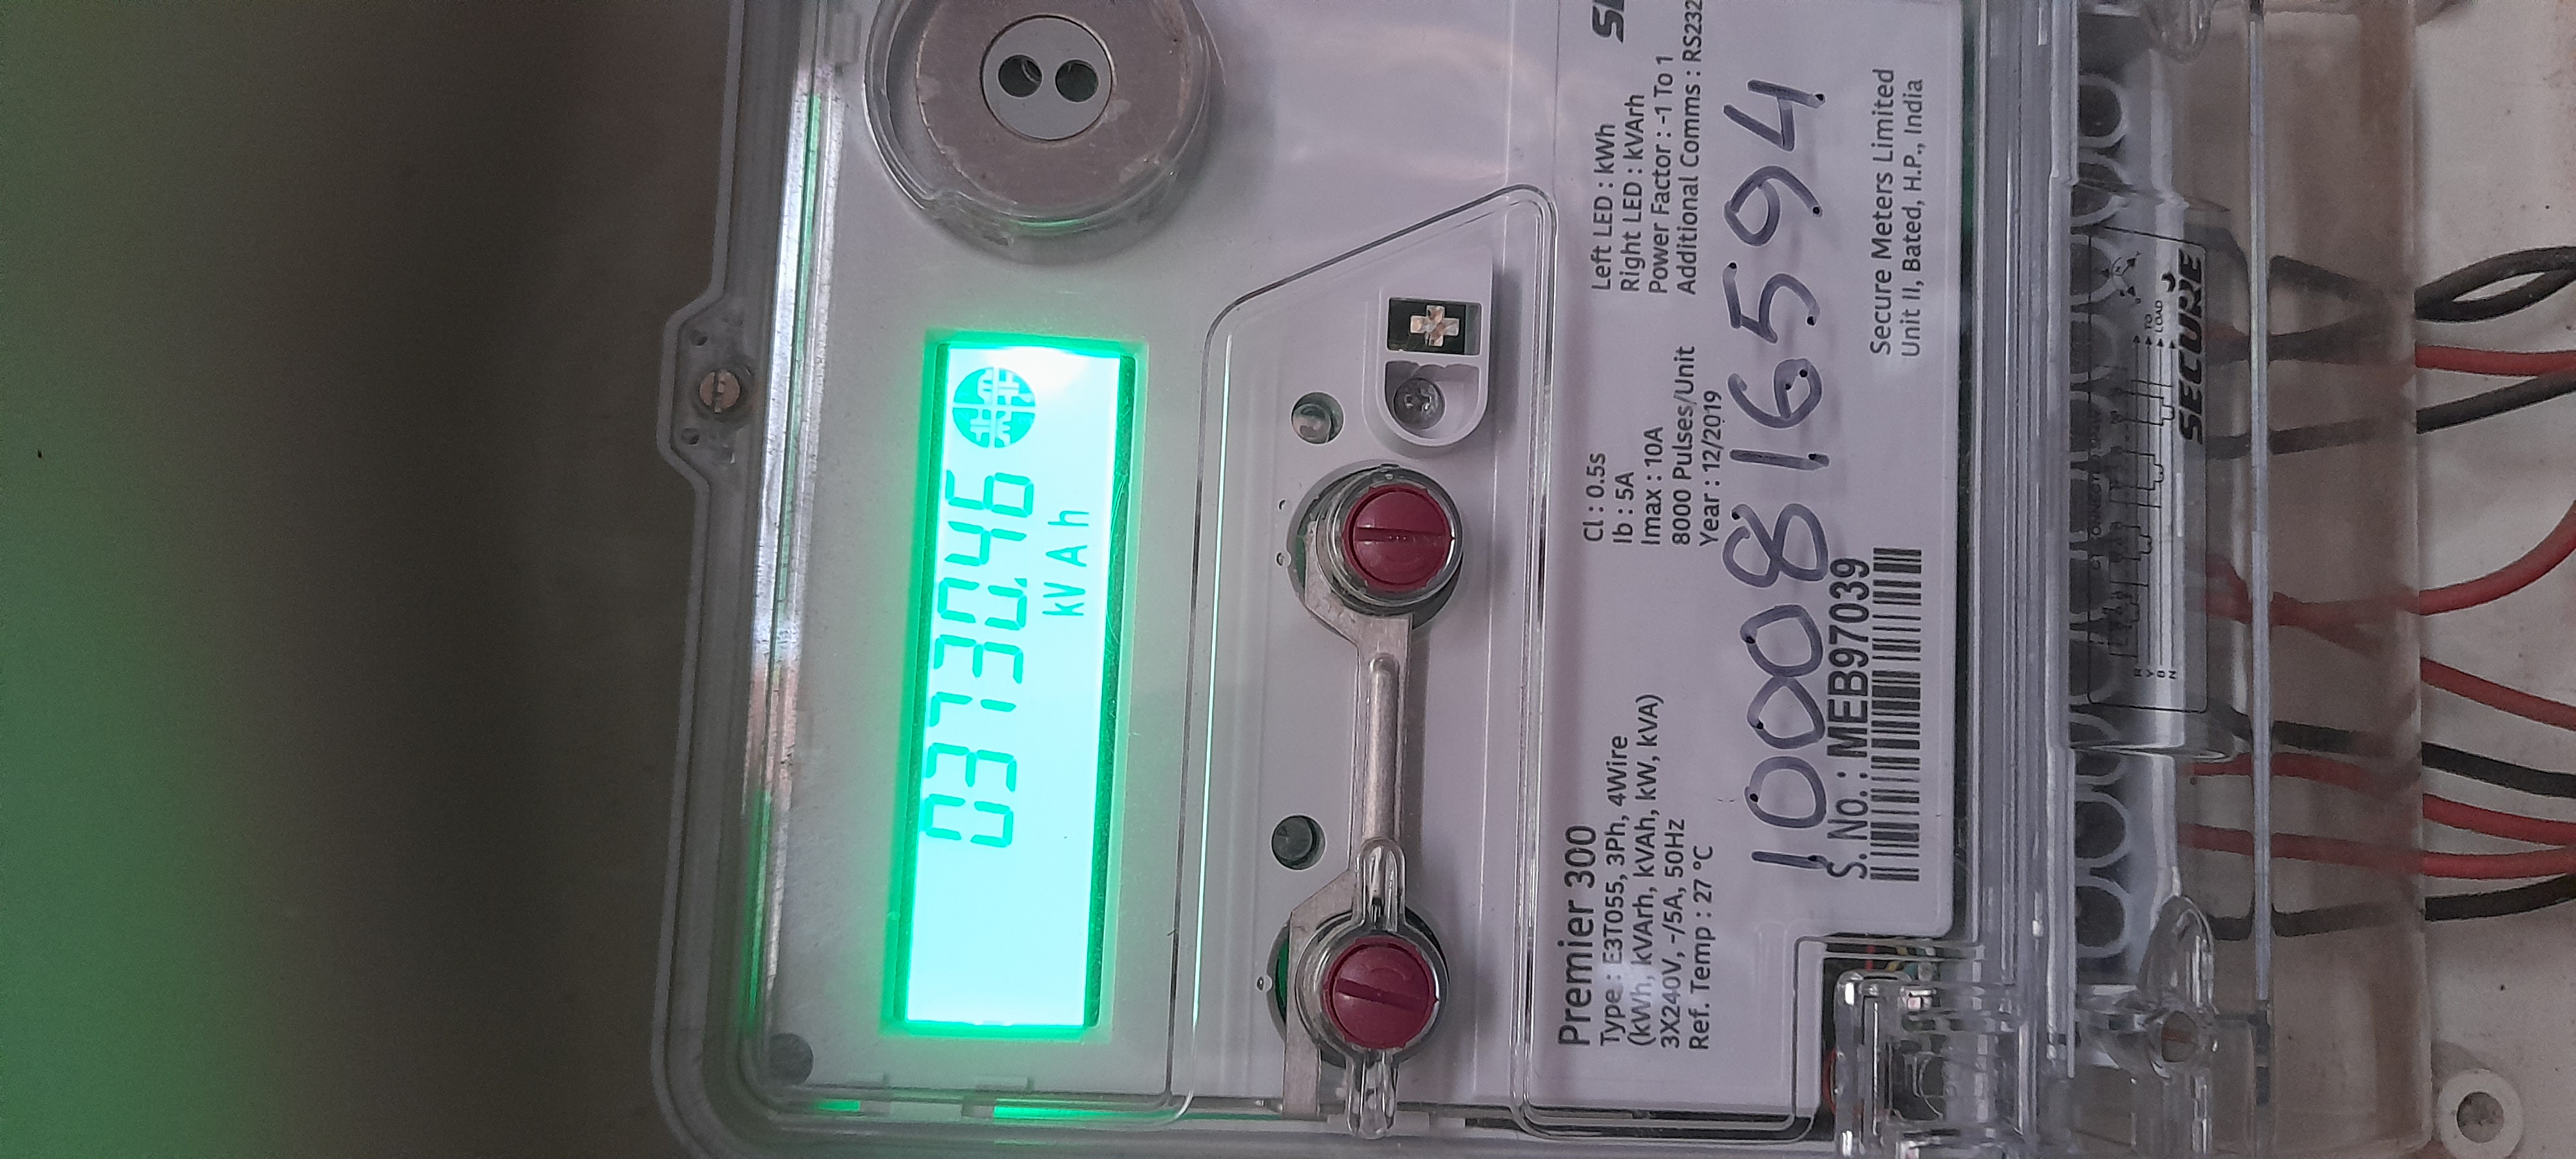 03730.46
kVAh
Premier 300
Type : E3T055, 3Ph, 4Wire
(kWh, kVArh, kVAh, kW, kVA)
3X240V, -/5A, 50Hz
Ref. Temp : 27 °C
Cl : 0.5s
Ib : 5A
Imax : 10A
8000 Pulses/Unit
Year : 12/2019
Left LED : kWh
Right LED : kVArh
Power Factor : -1 To 1
Additional Comms : RS232
1000816594
S. No. : MEB97039
Secure Meters Limited
Unit II, Bated, H.P., India
R
Y
B
N
TO
LOAD
SECURE